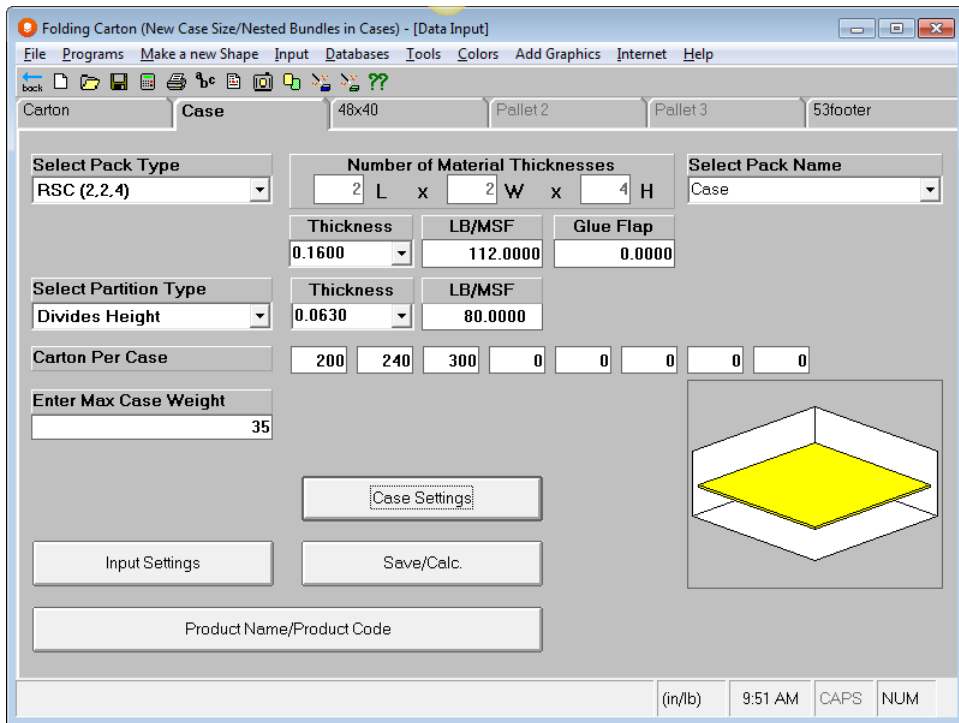 Folding Carton (New Case Size/Nested Bundles in Cases) - [Data Input]
File Programs Make a new Shape Input Databases Tools Colors Add Graphics Internet Help
back abc ??
Carton Case 48x40 Pallet 2 Pallet 3 53footer
Select Pack Type Number of Material Thicknesses Select Pack Name
RSC (2,2,4) 2 L x 2 W x 4 H Case
Thickness LB/MSF Glue Flap
0.1600 112.0000 0.0000
Select Partition Type Thickness LB/MSF
Divides Height 0.0630 80.0000
Carton Per Case 200 240 300 0 0 0 0 0
Enter Max Case Weight
35
Case Settings
Input Settings Save/Calc.
Product Name/Product Code
(in/lb) 9:51 AM CAPS NUM